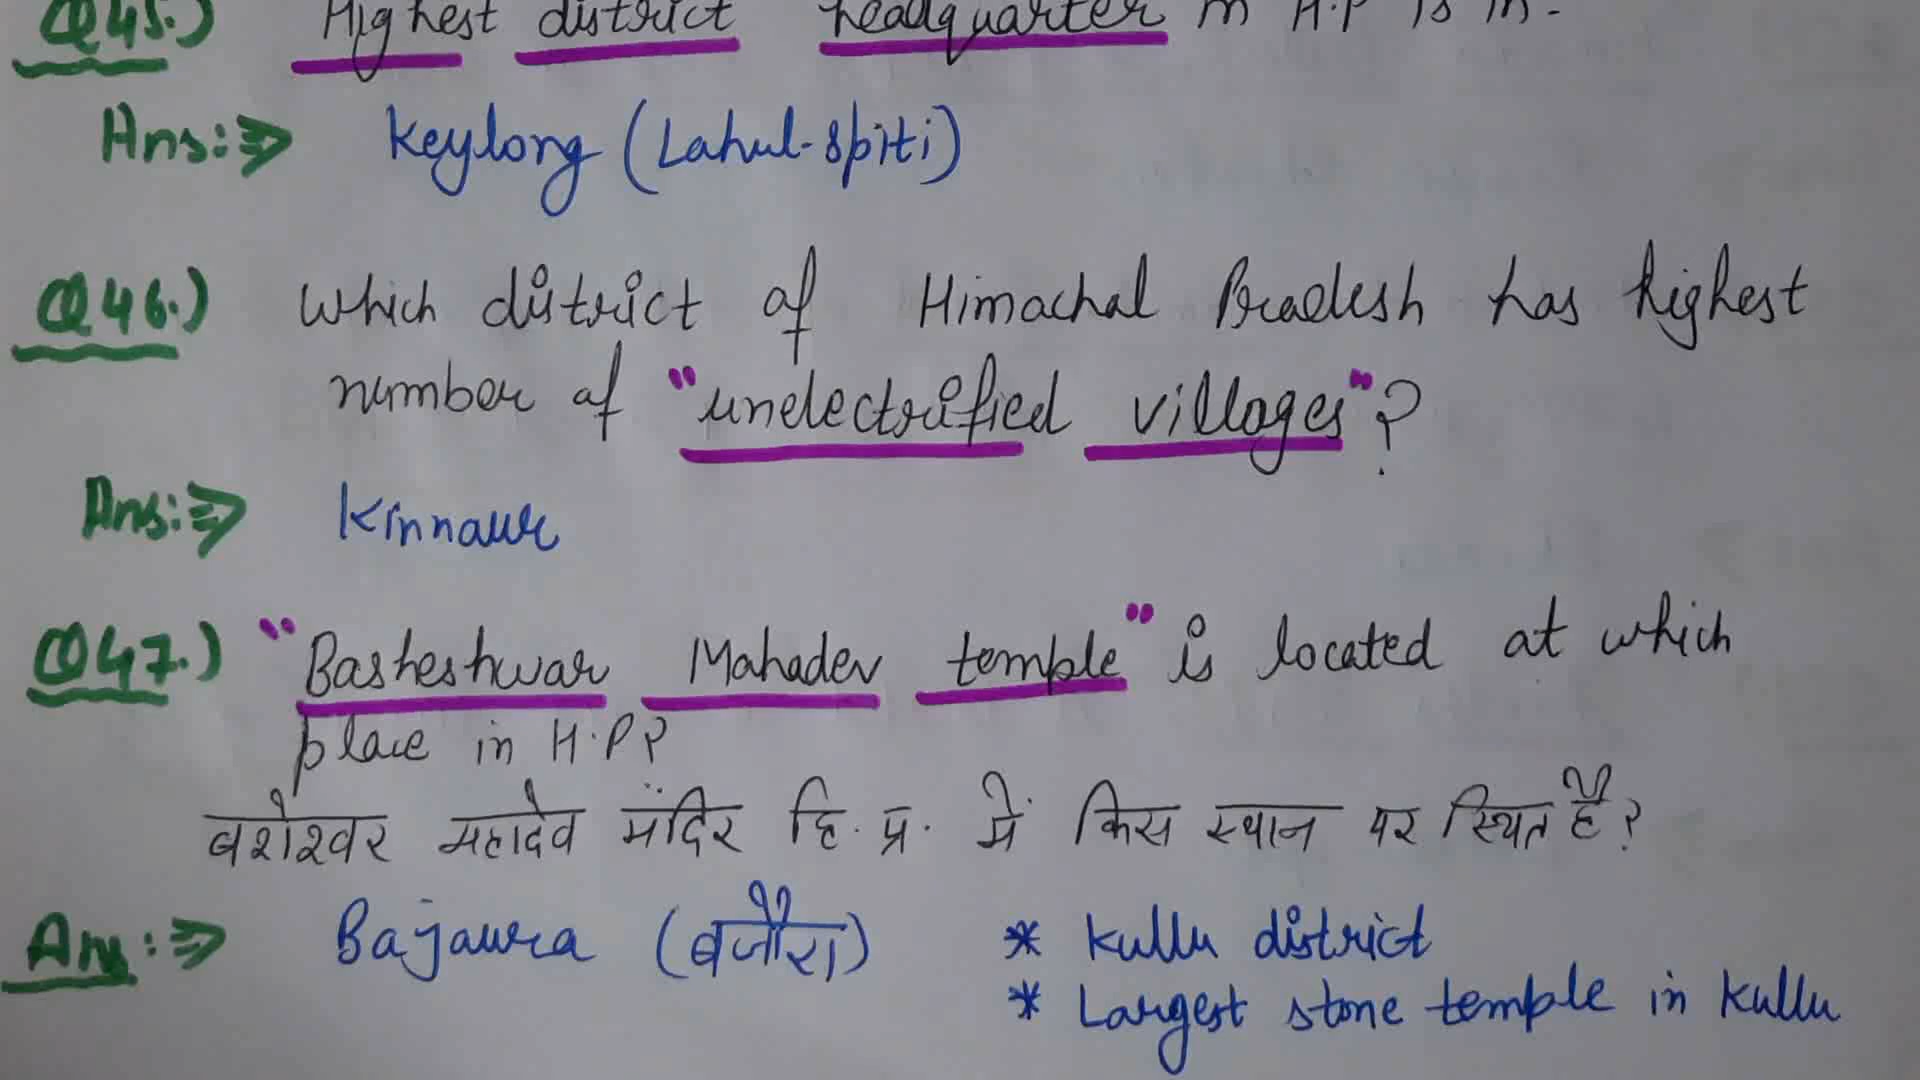 Q45.) Highest district headquarter in H.P is in:-
Ans:⇒ Keylong (Lahul-Spiti)
Q46.) Which district of Himachal Pradesh has highest
number of "unelectrified villages"?
Ans:⇒ Kinnaur
Q47.) "Basheshwar Mahadev temple" is located at which
place in H.P?
बशेश्वर महादेव मंदिर हि. प्र. में किस स्थान पर स्थित है?
Ans:⇒ Bajaura (बजौरा) * Kullu district
* Largest stone temple in Kullu